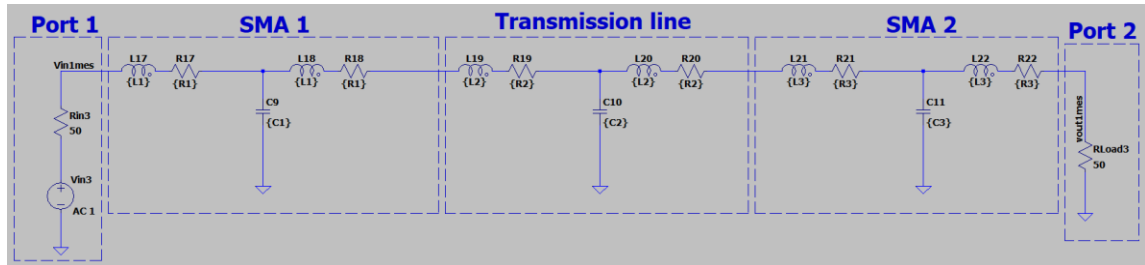 Port 1
SMA 1
Transmission line
SMA 2
Port 2
Vin1mes
L17
{L1}
R17
{R1}
L18
{L1}
R18
{R1}
L19
{L2}
R19
{R2}
L20
{L2}
R20
{R2}
L21
{L3}
R21
{R3}
L22
{L3}
R22
{R3}
C9
{C1}
C10
{C2}
C11
{C3}
Rin3
50
Vin3
AC 1
vout1mes
RLoad3
50